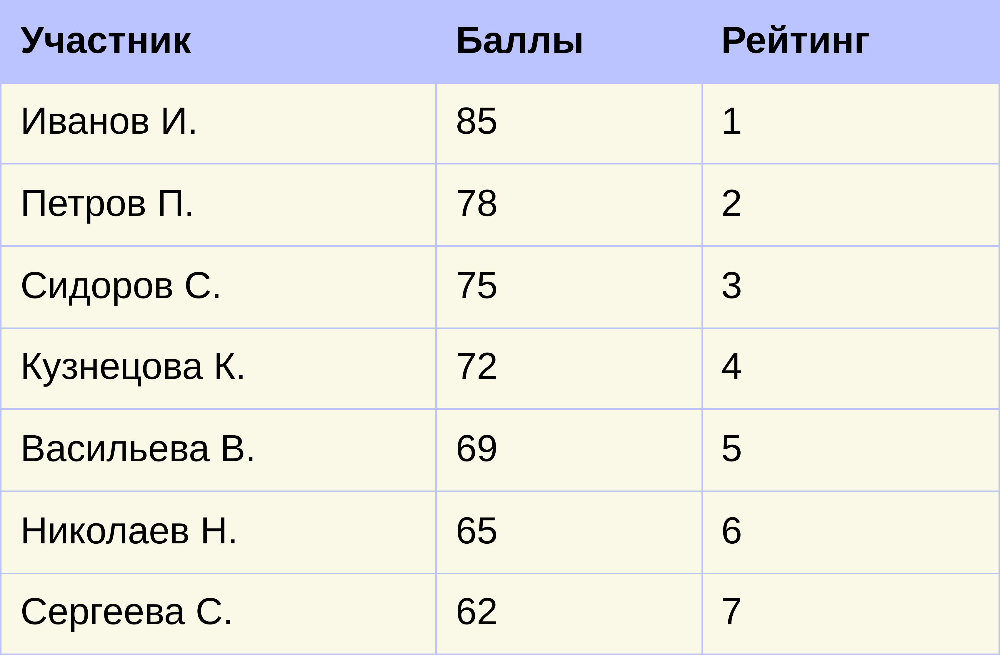 Участник Баллы Рейтинг
Иванов И. 85 1
Петров П. 78 2
Сидоров С. 75 3
Кузнецова К. 72 4
Васильева В. 69 5
Николаев Н. 65 6
Сергеева С. 62 7